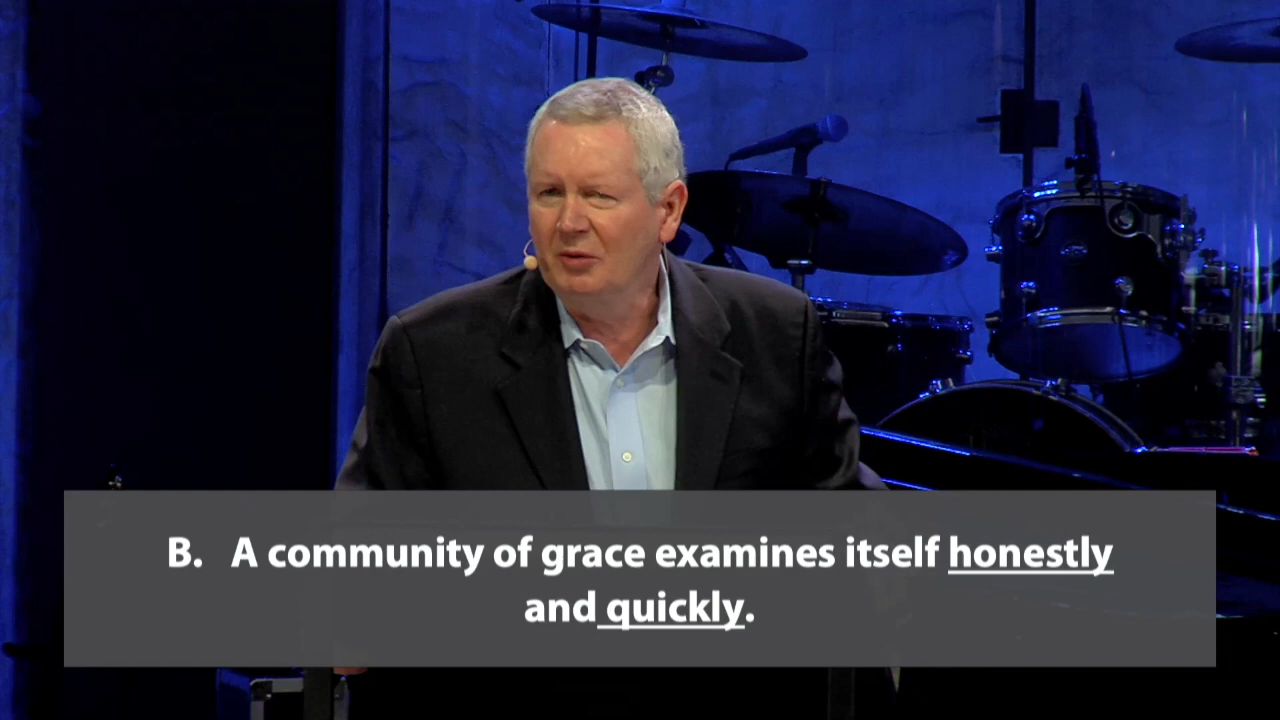 B. A community of grace examines itself honestly
and quickly.